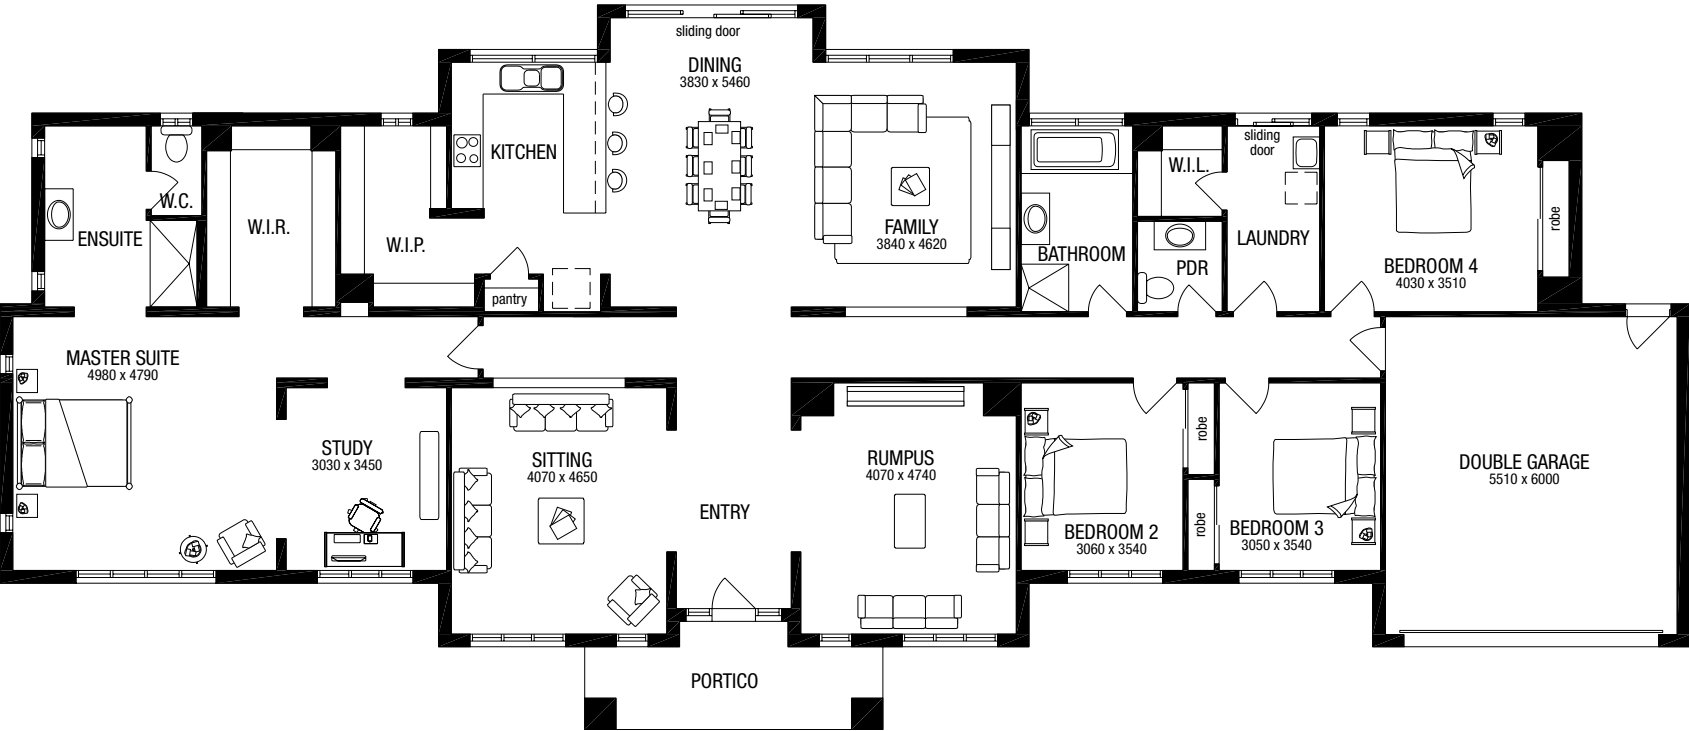 sliding door
DINING
3830 x 5460
KITCHEN
sliding
door
W.I.L.
W.C.
W.I.R.
ENSUITE
W.I.P.
FAMILY
3840 x 4620
BATHROOM
PDR
LAUNDRY
BEDROOM 4
4030 x 3510
robe
pantry
MASTER SUITE
4980 x 4790
STUDY
3030 x 3450
SITTING
4070 x 4650
ENTRY
RUMPUS
4070 x 4740
robe
robe
BEDROOM 2
3060 x 3540
BEDROOM 3
3050 x 3540
DOUBLE GARAGE
5510 x 6000
PORTICO